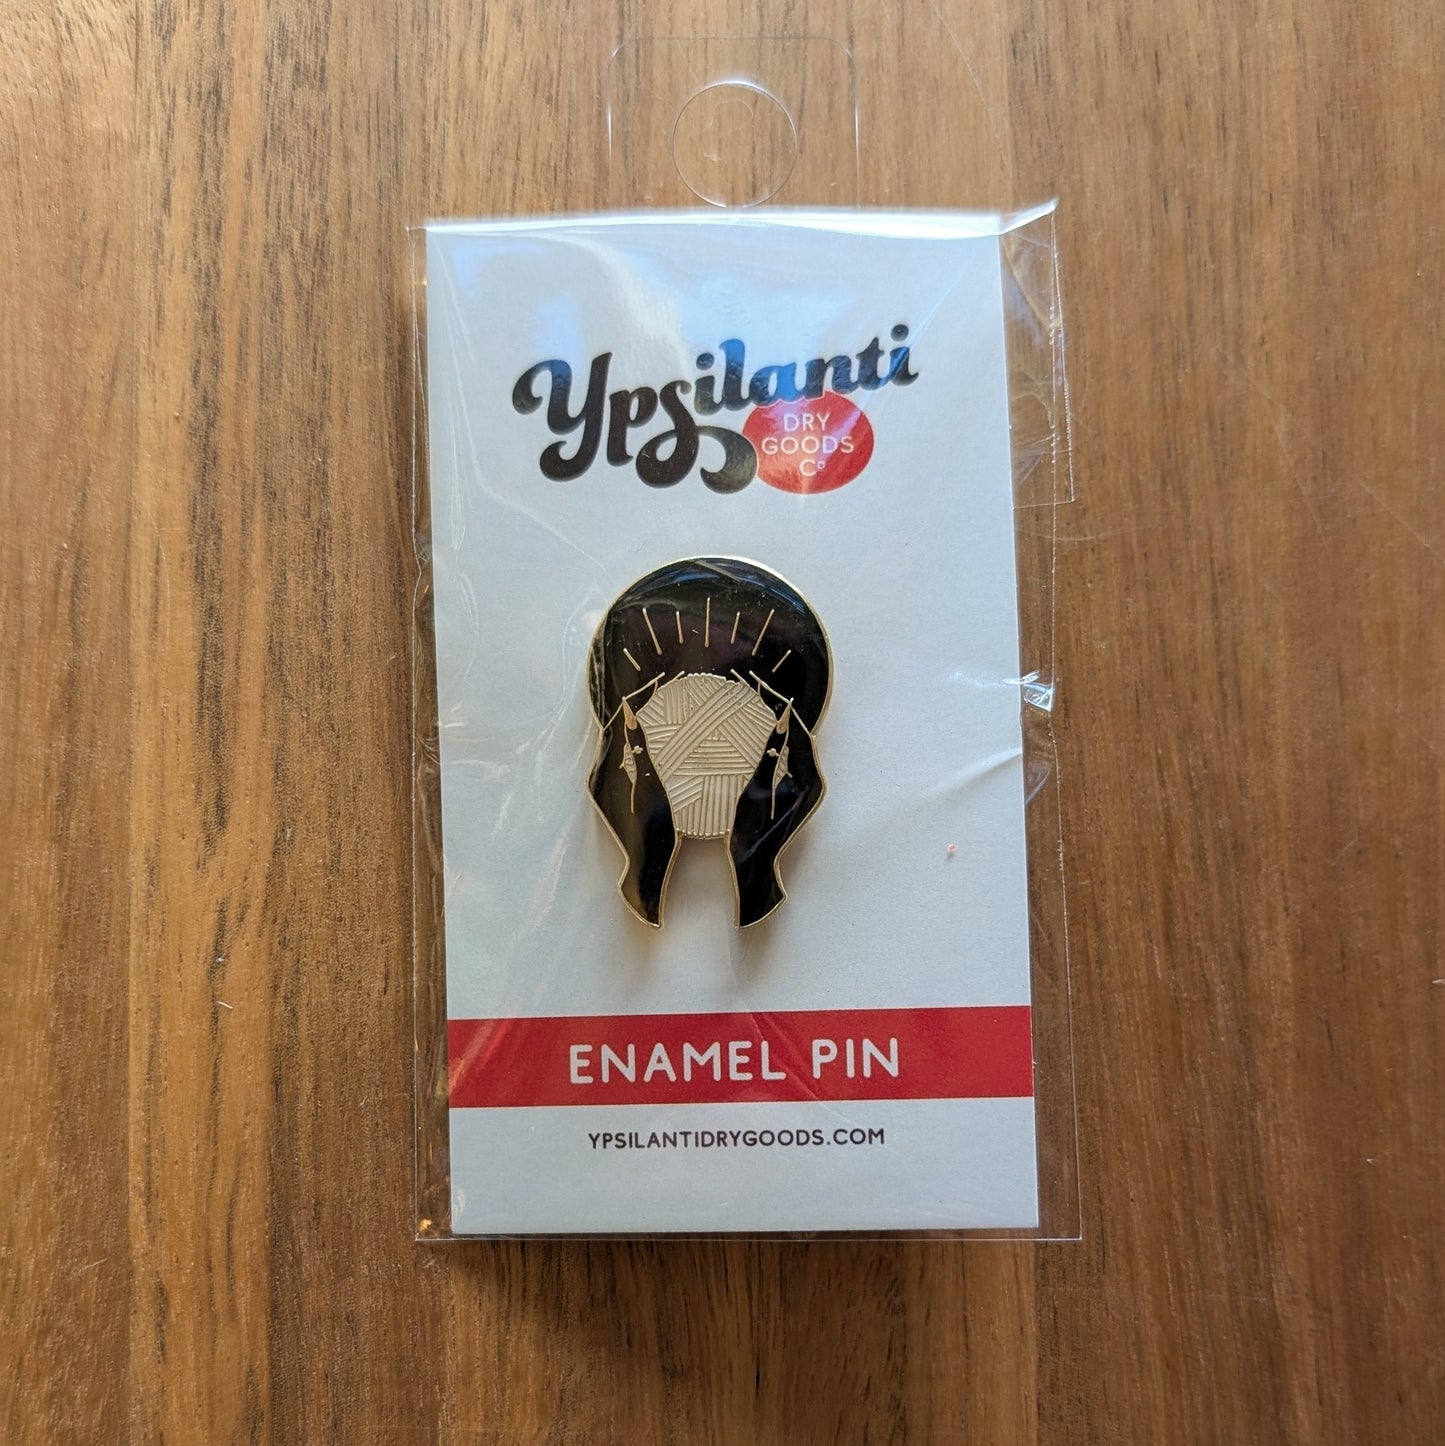 Ypsilanti
DRY
GOODS
Co
ENAMEL PIN
YPSILANTIDRYGOODS.COM